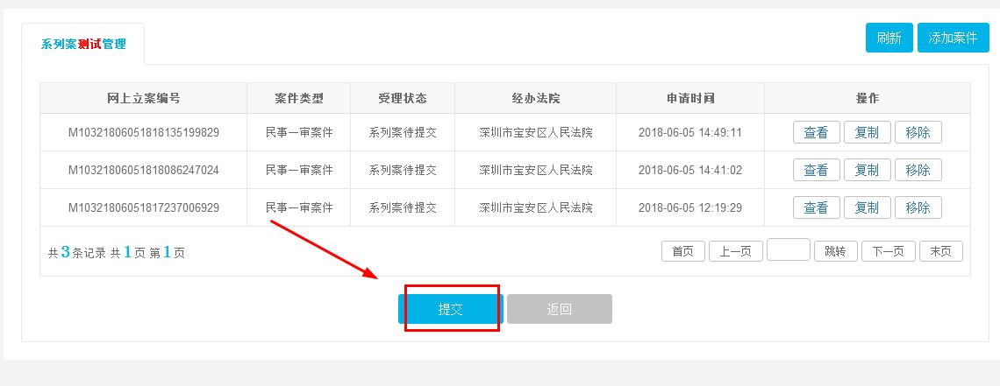 系列案测试管理 刷新 添加案件
网上立案编号 案件类型 受理状态 经办法院 申请时间 操作
M10321806051818135199829 民事一审案件 系列案待提交 深圳市宝安区人民法院 2018-06-05 14:49:11 查看 复制 移除
M10321806051818086247024 民事一审案件 系列案待提交 深圳市宝安区人民法院 2018-06-05 14:41:02 查看 复制 移除
M10321806051817237006929 民事一审案件 系列案待提交 深圳市宝安区人民法院 2018-06-05 12:19:29 查看 复制 移除
共3条记录 共1页 第1页 首页 上一页 跳转 下一页 末页
提交 返回